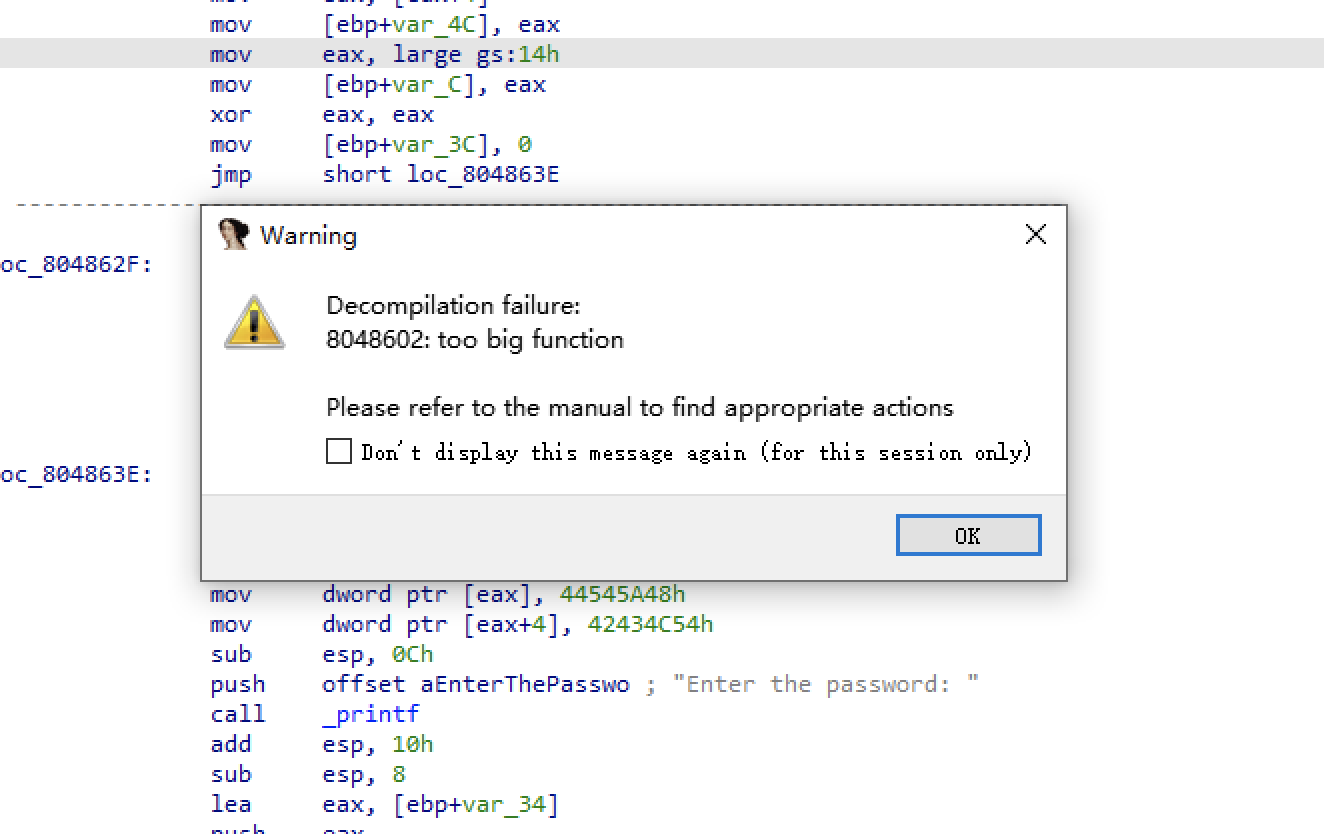 mov [ebp+var_4C], eax
mov eax, large gs:14h
mov [ebp+var_C], eax
xor eax, eax
mov [ebp+var_3C], 0
jmp short loc_804863E
Warning
oc_804862F:
Decompilation failure:
8048602: too big function
Please refer to the manual to find appropriate actions
Don't display this message again (for this session only)
oc_804863E:
OK
mov dword ptr [eax], 44545A48h
mov dword ptr [eax+4], 42434C54h
sub esp, 0Ch
push offset aEnterThePasswo ; "Enter the password: "
call _printf
add esp, 10h
sub esp, 8
lea eax, [ebp+var_34]
push eax